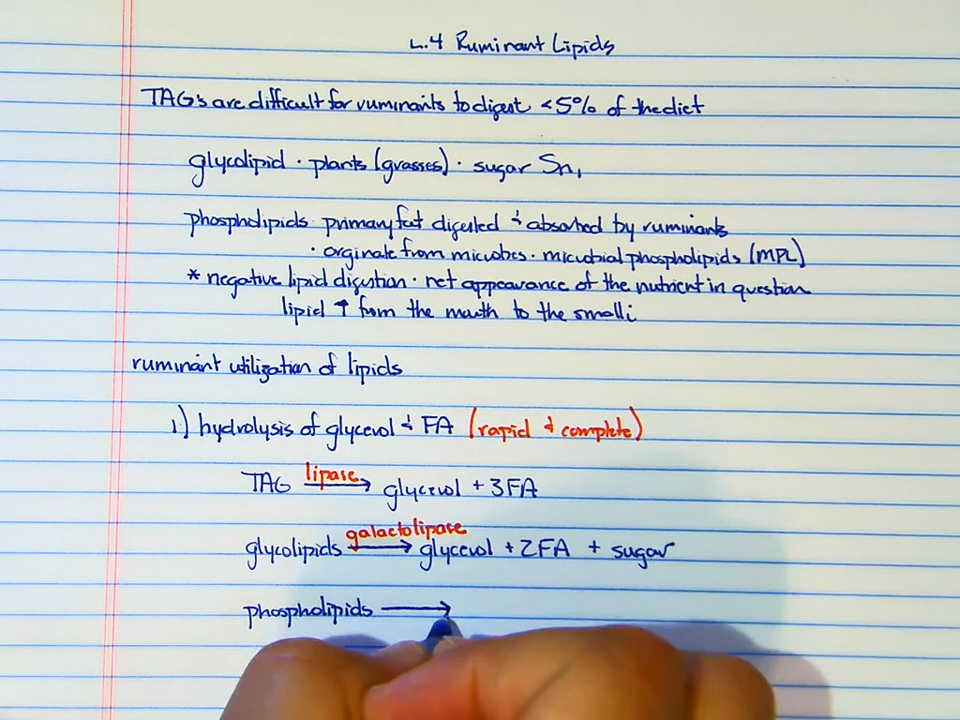 L.4 Ruminant Lipids
TAG's are difficult for ruminants to digest <5% of the diet
glycolipid · plants (grasses) · sugar Sn₁
phospholipids · primary fat digested & absorbed by ruminants
· orginate from microbes · microbial phospholipids (MPL)
* negative lipid digestion · net appearance of the nutrient in question
lipid ↑ from the mouth to the small i
ruminant utilization of lipids
1.) hydrolysis of glycerol & FA (rapid & complete)
TAG lipase → glycerol + 3FA
glycolipids galactolipase → glycerol + 2FA + sugar
phospholipids →